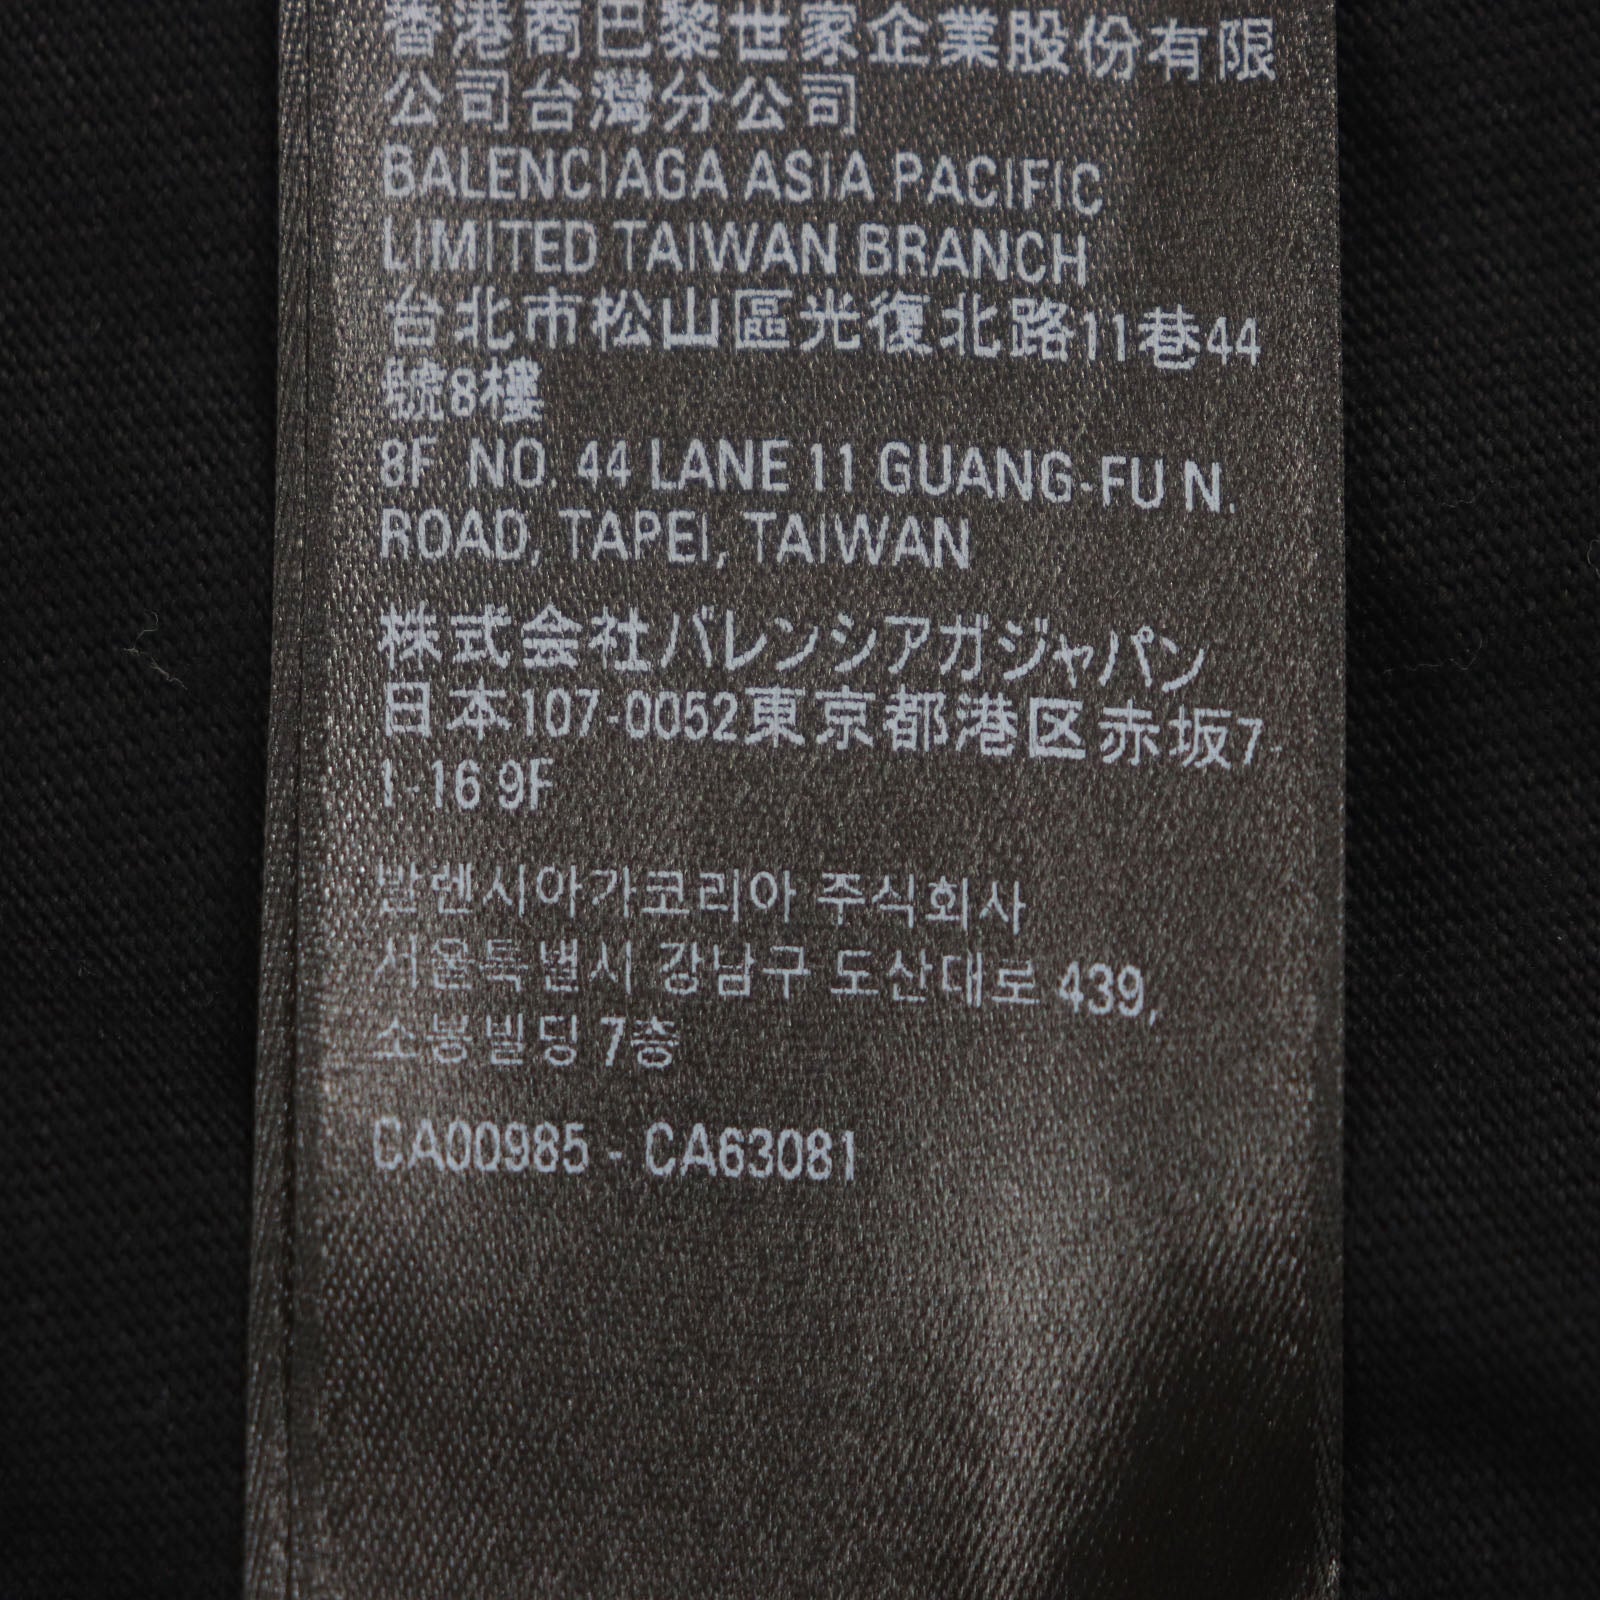 香港商巴黎世家企業股份有限
公司台灣分公司
BALENCIAGA ASIA PACIFIC
LIMITED TAIWAN BRANCH
台北市松山區光復北路11巷44
號8樓
8F NO. 44 LANE 11 GUANG-FU N.
ROAD, TAPEI, TAIWAN
株式会社バレンシアガジャパン
日本107-0052東京都港区赤坂7-
1-16 9F
발렌시아가코리아 주식회사
서울특별시 강남구 도산대로 439,
소봉빌딩 7층
CA00985 - CA63081